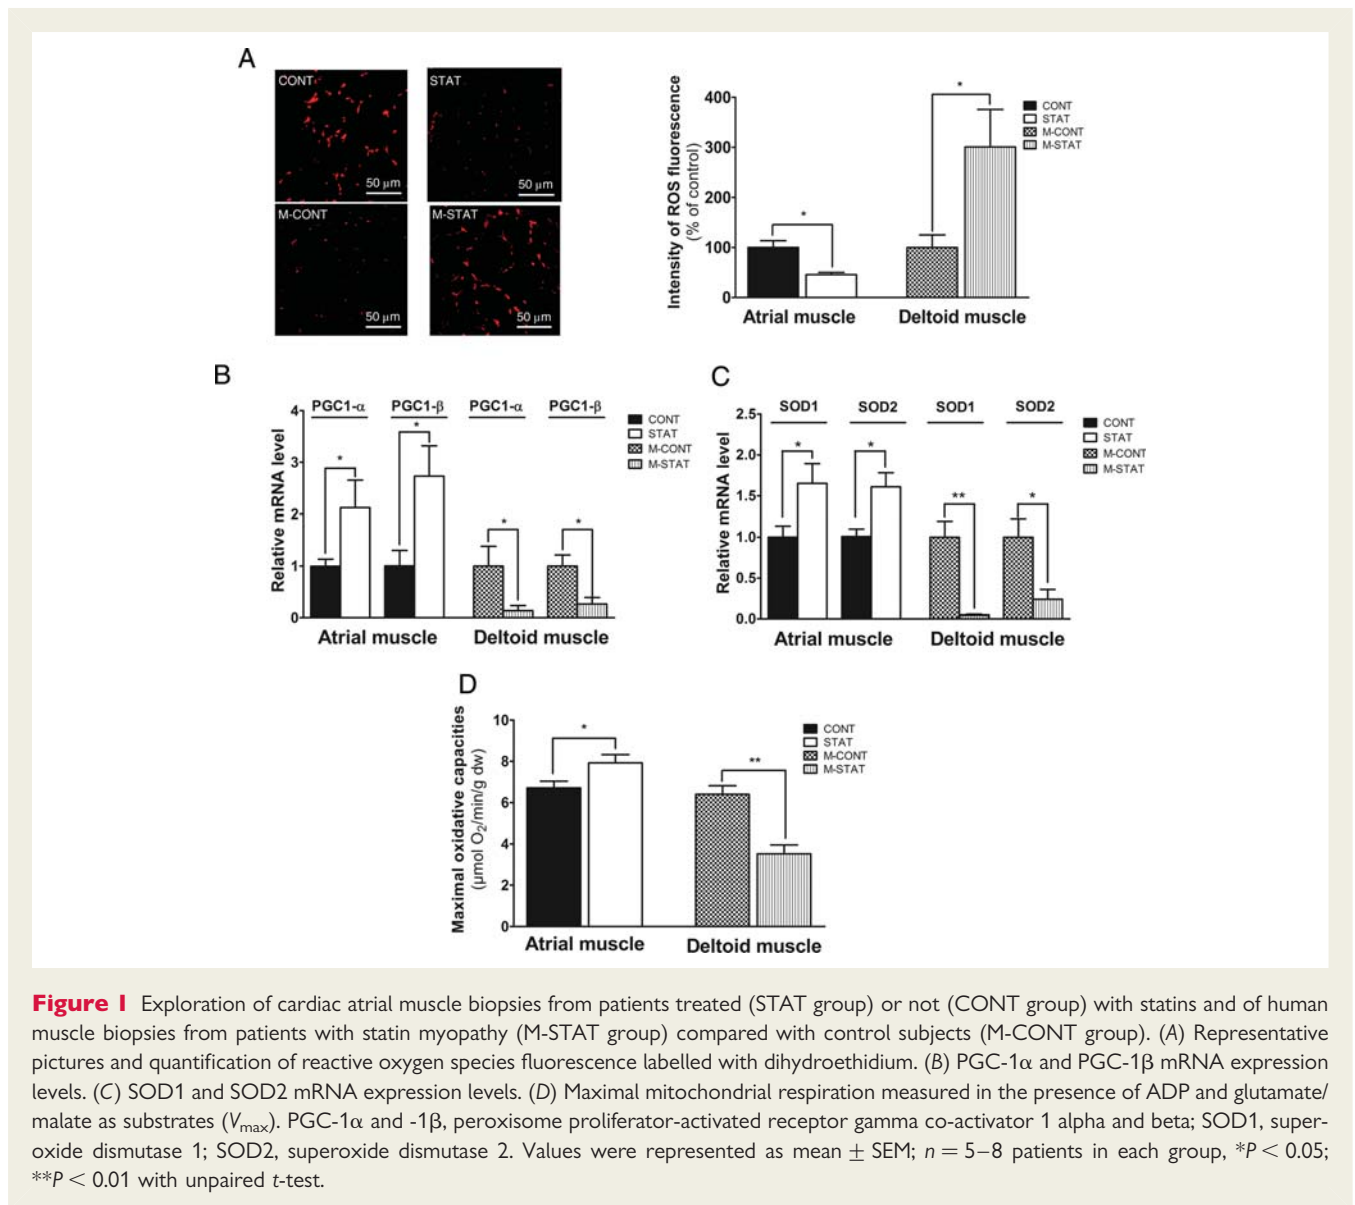 A
CONT
50 μm
STAT
50 μm
M-CONT
50 μm
M-STAT
50 μm
Intensity of ROS fluorescence
(% of control)
400
300
200
100
0
*
*
CONT
STAT
M-CONT
M-STAT
Atrial muscle
Deltoid muscle
B
Relative mRNA level
4
3
2
1
0
PGC1-α
PGC1-β
PGC1-α
PGC1-β
*
*
*
*
CONT
STAT
M-CONT
M-STAT
Atrial muscle
Deltoid muscle
C
Relative mRNA level
2.5
2.0
1.5
1.0
0.5
0.0
SOD1
SOD2
SOD1
SOD2
*
*
**
*
CONT
STAT
M-CONT
M-STAT
Atrial muscle
Deltoid muscle
D
Maximal oxidative capacities
(μmol O₂/min/g dw)
10
8
6
4
2
0
*
**
CONT
STAT
M-CONT
M-STAT
Atrial muscle
Deltoid muscle
Figure 1 Exploration of cardiac atrial muscle biopsies from patients treated (STAT group) or not (CONT group) with statins and of human
muscle biopsies from patients with statin myopathy (M-STAT group) compared with control subjects (M-CONT group). (A) Representative
pictures and quantification of reactive oxygen species fluorescence labelled with dihydroethidium. (B) PGC-1α and PGC-1β mRNA expression
levels. (C) SOD1 and SOD2 mRNA expression levels. (D) Maximal mitochondrial respiration measured in the presence of ADP and glutamate/
malate as substrates (Vmax). PGC-1α and -1β, peroxisome proliferator-activated receptor gamma co-activator 1 alpha and beta; SOD1, super-
oxide dismutase 1; SOD2, superoxide dismutase 2. Values were represented as mean ± SEM; n = 5–8 patients in each group, *P < 0.05;
**P < 0.01 with unpaired t-test.